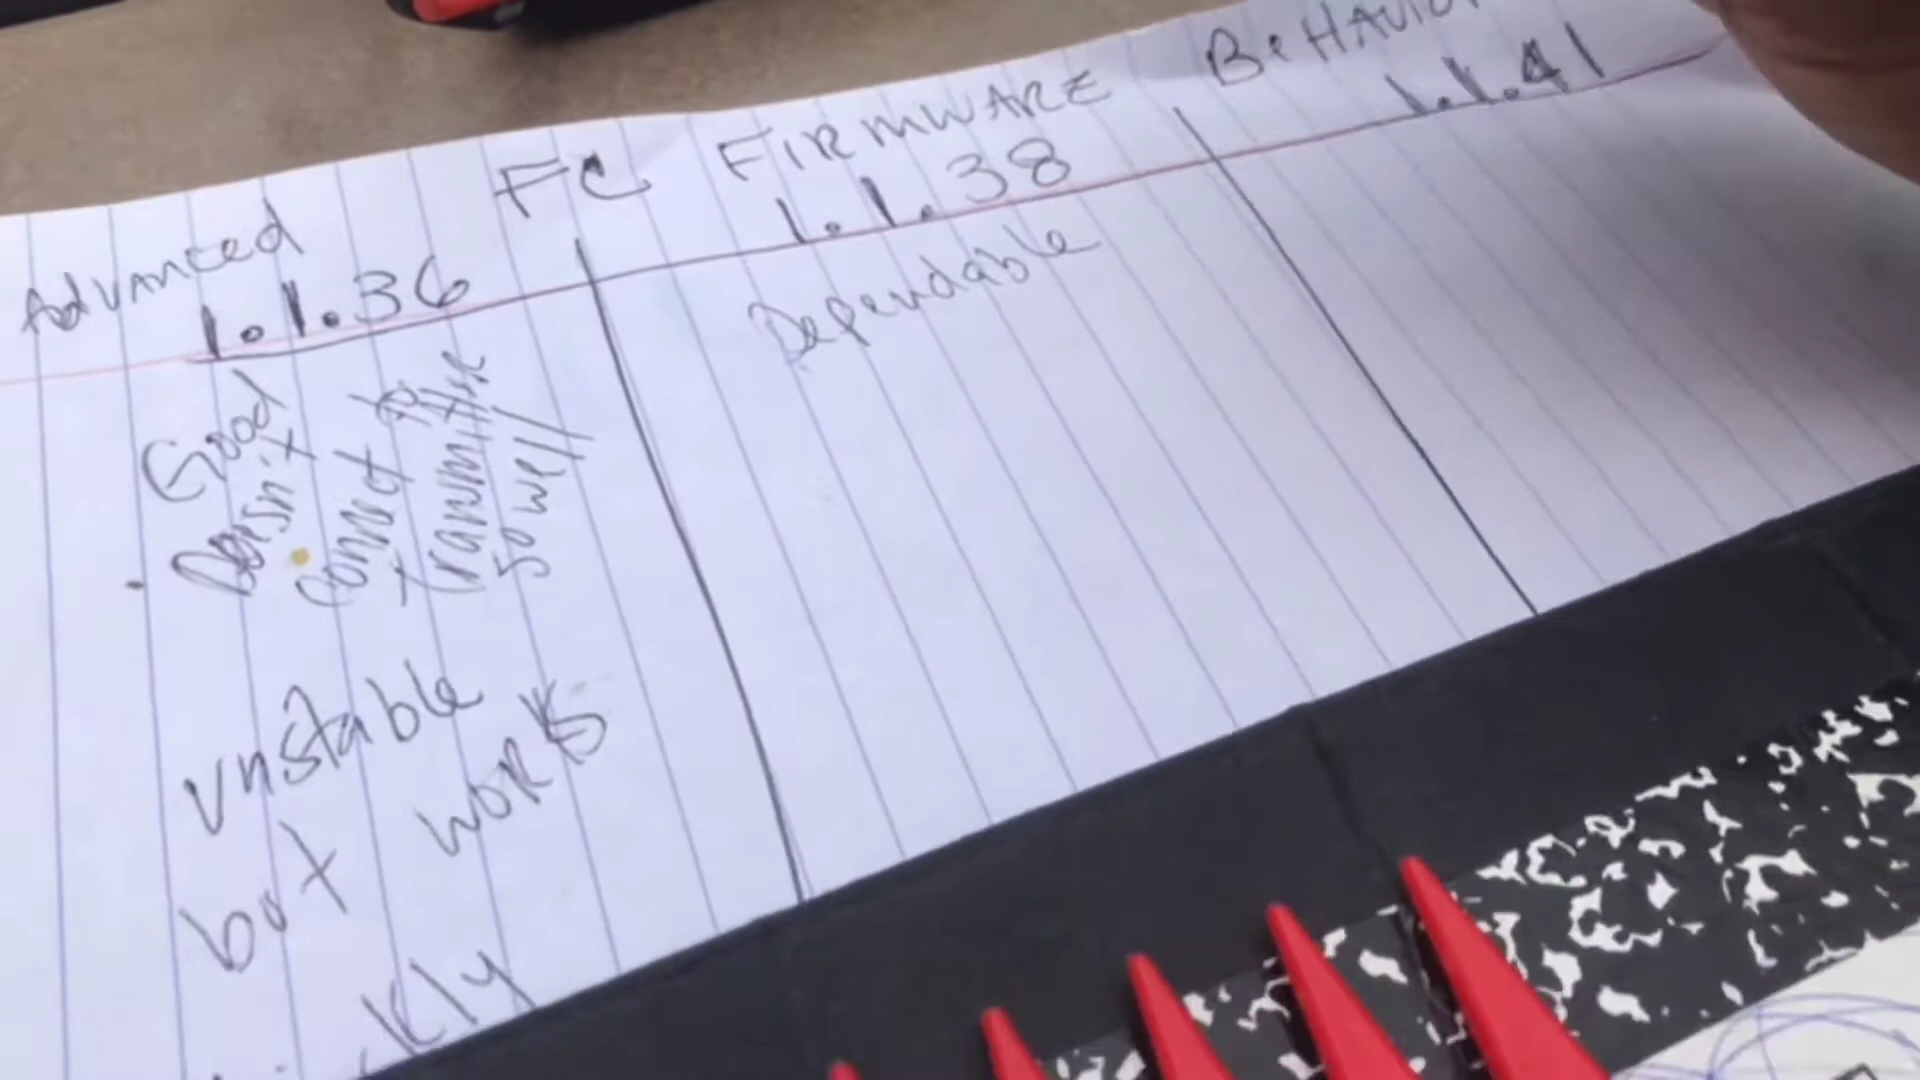 Advanced FC FIRMWARE BEHAVIOR
1.1.36 1.1.38 1.1.41
Good
Doesn't
connect
transmitter
so well
unstable
but works
Dependable